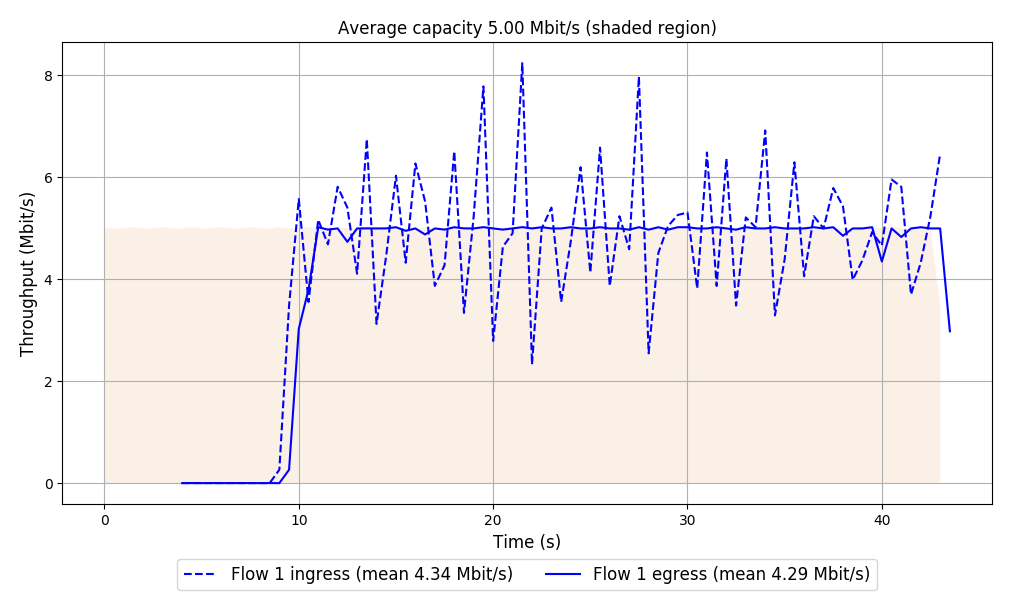 Average capacity 5.00 Mbit/s (shaded region)
Throughput (Mbit/s)
8
6
4
2
0
0 10 20 30 40
Time (s)
Flow 1 ingress (mean 4.34 Mbit/s) Flow 1 egress (mean 4.29 Mbit/s)